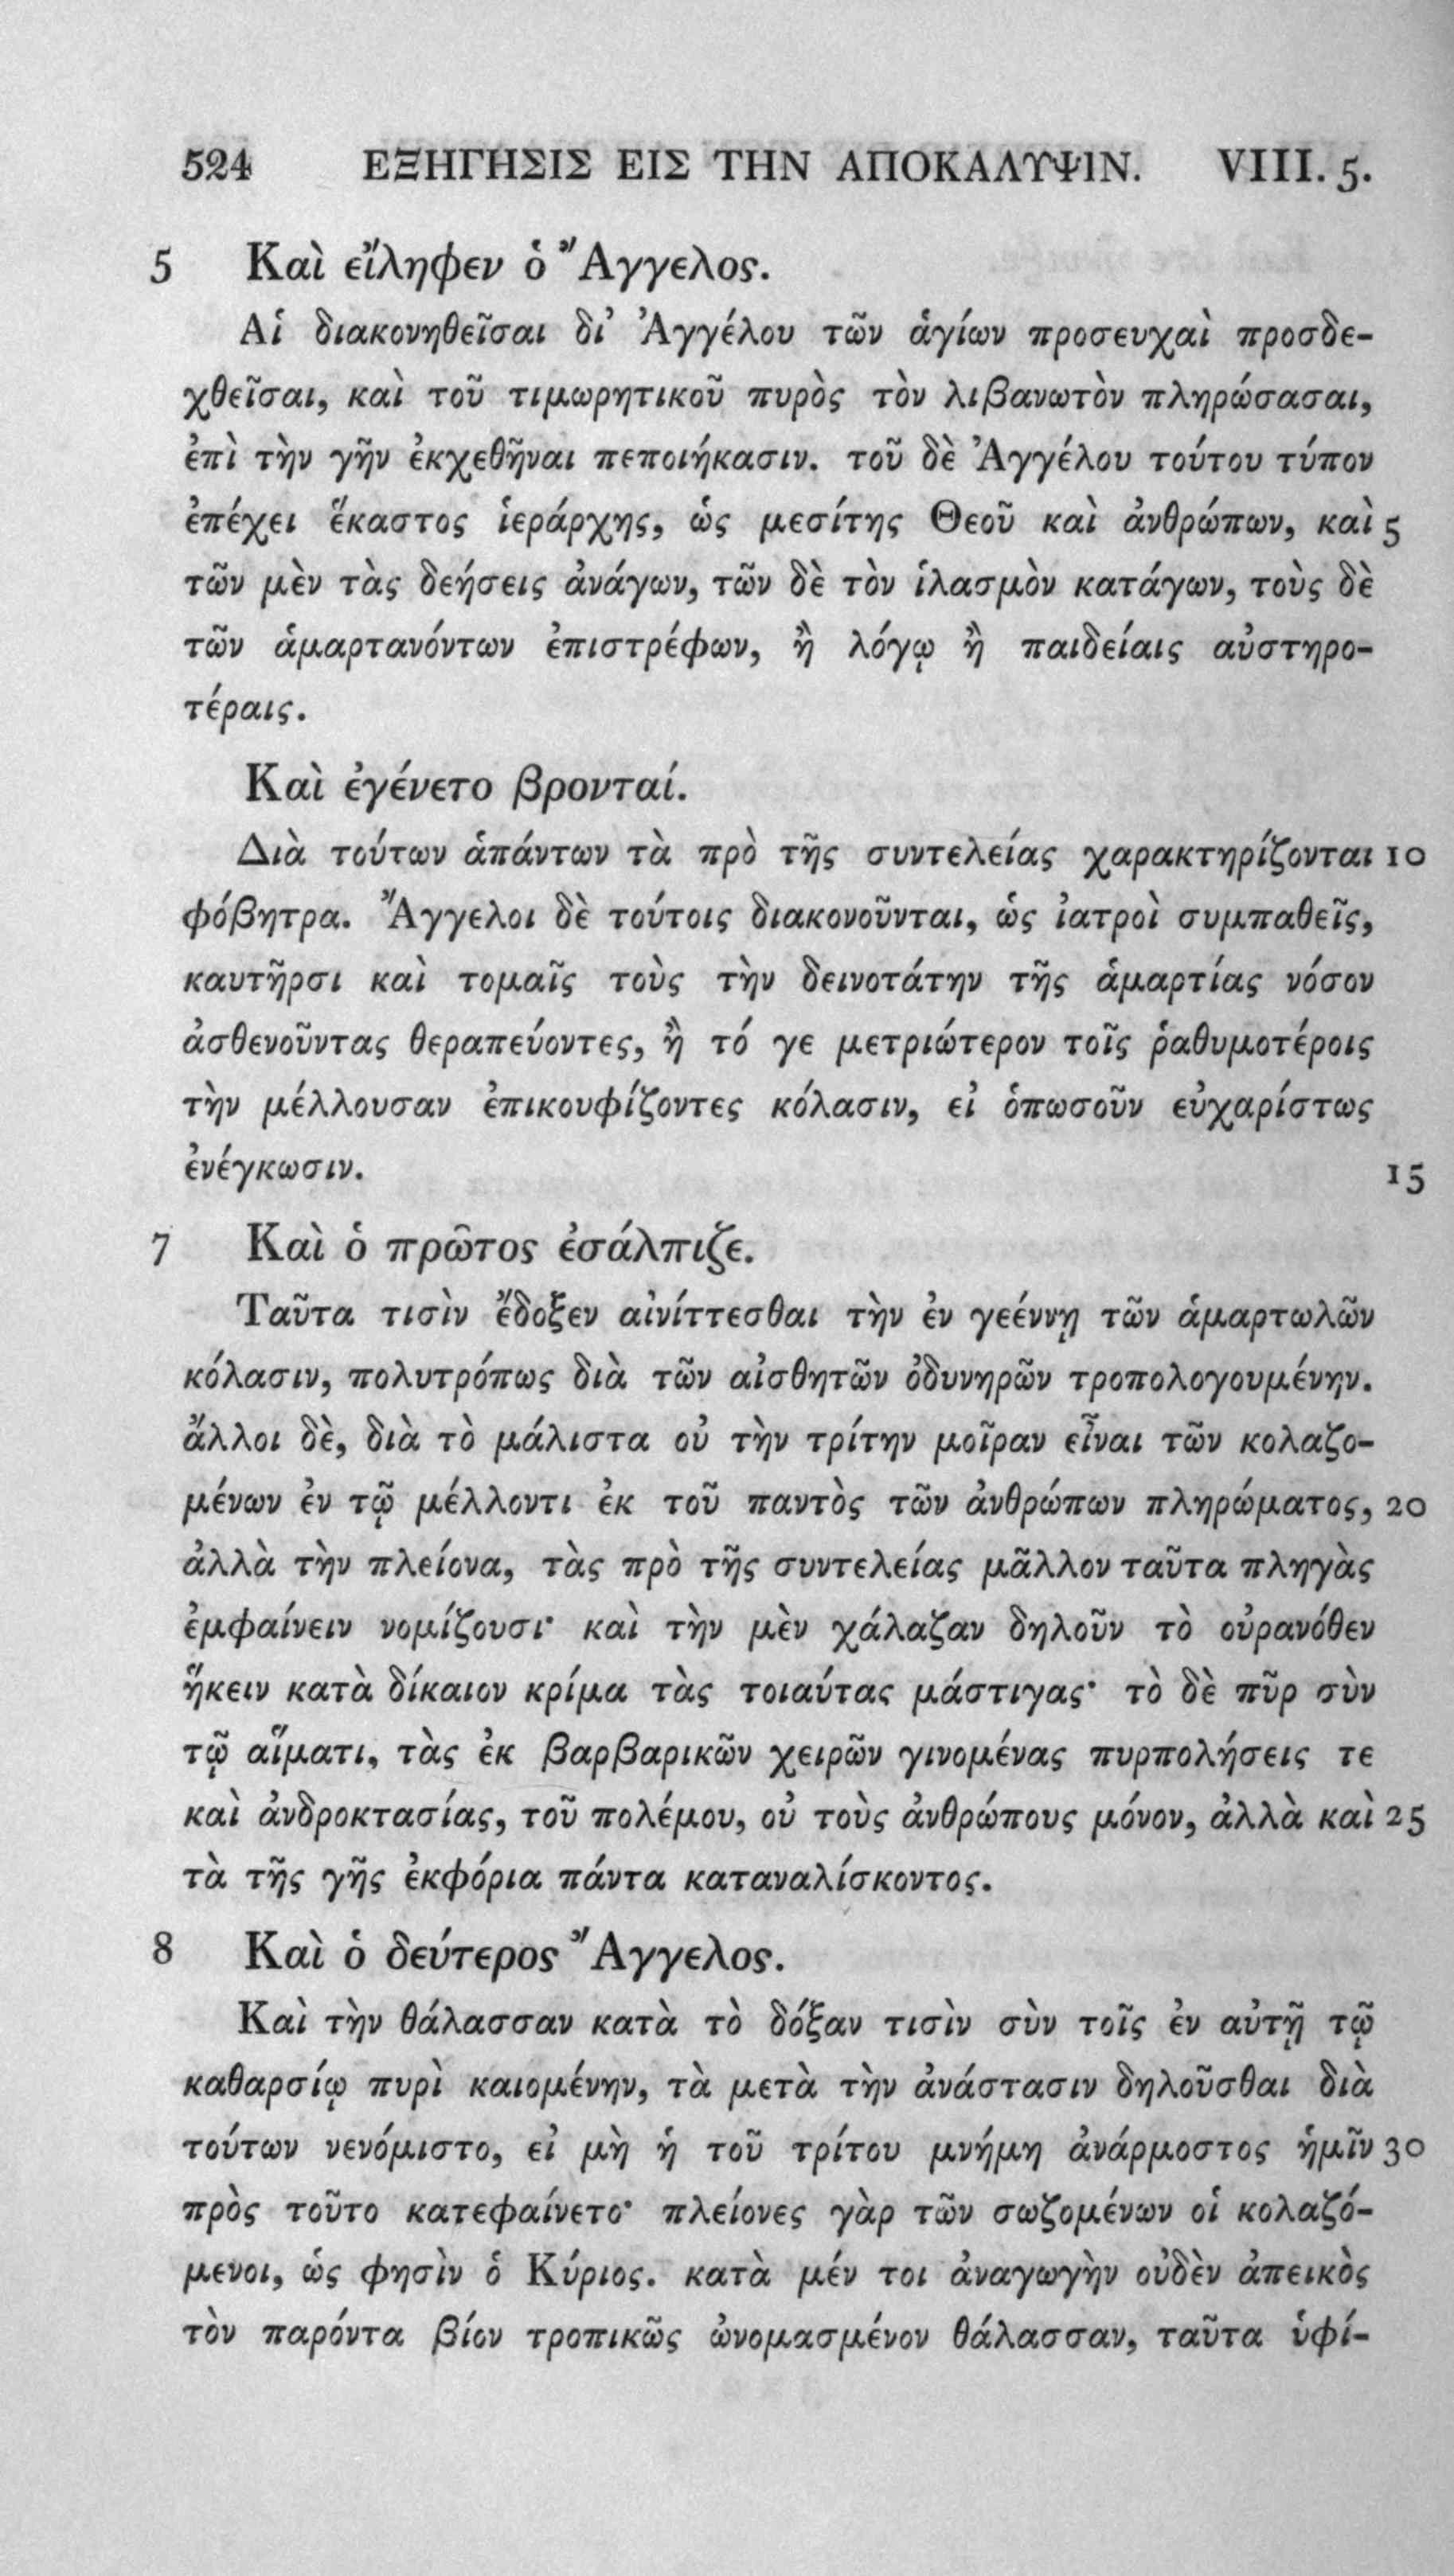 524 ΕΞΗΓΗΣΙΣ ΕΙΣ ΤΗΝ ΑΠΟΚΑΛΥΨΙΝ. VIII. 5.
5 Καὶ εἴληφεν ὁ Ἄγγελος.
Αἱ διακονηθεῖσαι δι’ Ἀγγέλου τῶν ἁγίων προσευχαὶ προσδε-
χθεῖσαι, καὶ τοῦ τιμωρητικοῦ πυρὸς τὸν λιβανωτὸν πληρώσασαι,
ἐπὶ τὴν γῆν ἐκχεθῆναι πεποιήκασιν. τοῦ δὲ Ἀγγέλου τούτου τύπον
ἐπέχει ἕκαστος ἱεράρχης, ὡς μεσίτης Θεοῦ καὶ ἀνθρώπων, καὶ 5
τῶν μὲν τὰς δεήσεις ἀνάγων, τῶν δὲ τὸν ἱλασμὸν κατάγων, τοὺς δὲ
τῶν ἁμαρτανόντων ἐπιστρέφων, ἢ λόγῳ ἢ παιδείαις αὐστηρο-
τέραις.
Καὶ ἐγένετο βρονταί.
Διὰ τούτων ἁπάντων τὰ πρὸ τῆς συντελείας χαρακτηρίζονται 10
φόβητρα. Ἄγγελοι δὲ τούτοις διακονοῦνται, ὡς ἰατροὶ συμπαθεῖς,
καυτῆρσι καὶ τομαῖς τοὺς τὴν δεινοτάτην τῆς ἁμαρτίας νόσον
ἀσθενοῦντας θεραπεύοντες, ἢ τό γε μετριώτερον τοῖς ῥαθυμοτέροις
τὴν μέλλουσαν ἐπικουφίζοντες κόλασιν, εἰ ὁπωσοῦν εὐχαρίστως
ἐνέγκωσιν. 15
7 Καὶ ὁ πρῶτος ἐσάλπιζε.
Ταῦτα τισὶν ἔδοξεν αἰνίττεσθαι τὴν ἐν γεέννῃ τῶν ἁμαρτωλῶν
κόλασιν, πολυτρόπως διὰ τῶν αἰσθητῶν ὀδυνηρῶν τροπολογουμένην.
ἄλλοι δὲ, διὰ τὸ μάλιστα οὐ τὴν τρίτην μοῖραν εἶναι τῶν κολαζο-
μένων ἐν τῷ μέλλοντι ἐκ τοῦ παντὸς τῶν ἀνθρώπων πληρώματος, 20
ἀλλὰ τὴν πλείονα, τὰς πρὸ τῆς συντελείας μᾶλλον ταῦτα πληγὰς
ἐμφαίνειν νομίζουσι· καὶ τὴν μὲν χάλαζαν δηλοῦν τὸ οὐρανόθεν
ἥκειν κατὰ δίκαιον κρίμα τὰς τοιαύτας μάστιγας· τὸ δὲ πῦρ σὺν
τῷ αἵματι, τὰς ἐκ βαρβαρικῶν χειρῶν γινομένας πυρπολήσεις τε
καὶ ἀνδροκτασίας, τοῦ πολέμου, οὐ τοὺς ἀνθρώπους μόνον, ἀλλὰ καὶ 25
τὰ τῆς γῆς ἐκφόρια πάντα καταναλίσκοντος.
8 Καὶ ὁ δεύτερος Ἄγγελος.
Καὶ τὴν θάλασσαν κατὰ τὸ δόξαν τισὶν σὺν τοῖς ἐν αὐτῇ τῷ
καθαρσίῳ πυρὶ καιομένην, τὰ μετὰ τὴν ἀνάστασιν δηλοῦσθαι διὰ
τούτων νενόμιστο, εἰ μὴ ἡ τοῦ τρίτου μνήμη ἀνάρμοστος ἡμῖν 30
πρὸς τοῦτο κατεφαίνετο· πλείονες γὰρ τῶν σωζομένων οἱ κολαζό-
μενοι, ὡς φησὶν ὁ Κύριος. κατὰ μέν τοι ἀναγωγὴν οὐδὲν ἀπεικὸς
τὸν παρόντα βίον τροπικῶς ὠνομασμένον θάλασσαν, ταῦτα ὑφί-